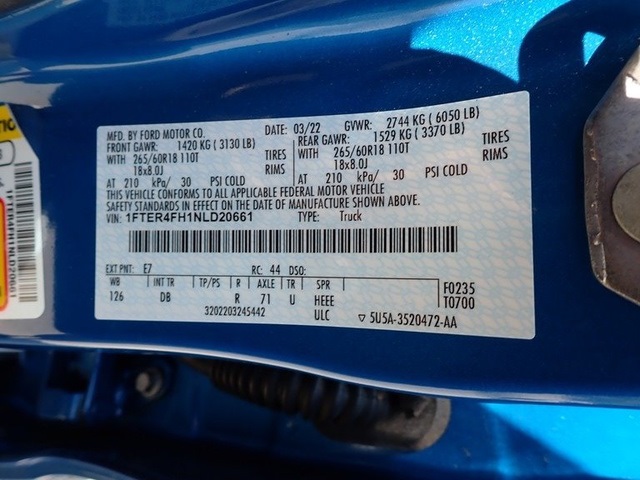 MFD. BY FORD MOTOR CO. DATE: 03/22 GVWR: 2744 KG ( 6050 LB)
FRONT GAWR: 1420 KG ( 3130 LB) REAR GAWR: 1529 KG ( 3370 LB)
WITH 265/60R18 110T TIRES WITH 265/60R18 110T TIRES
18x8.0J RIMS 18x8.0J RIMS
AT 210 kPa/ 30 PSI COLD AT 210 kPa/ 30 PSI COLD
THIS VEHICLE CONFORMS TO ALL APPLICABLE FEDERAL MOTOR VEHICLE
SAFETY STANDARDS IN EFFECT ON THE DATE OF MANUFACTURE SHOWN ABOVE.
VIN: 1FTER4FH1NLD20661 TYPE: Truck
EXT PNT: E7 RC: 44 DSO:
WB INT TR TP/PS R AXLE TR SPR F0235
126 DB R 71 U HEEE T0700
3202203245442 ULC ▽ 5U5A-3520472-AA